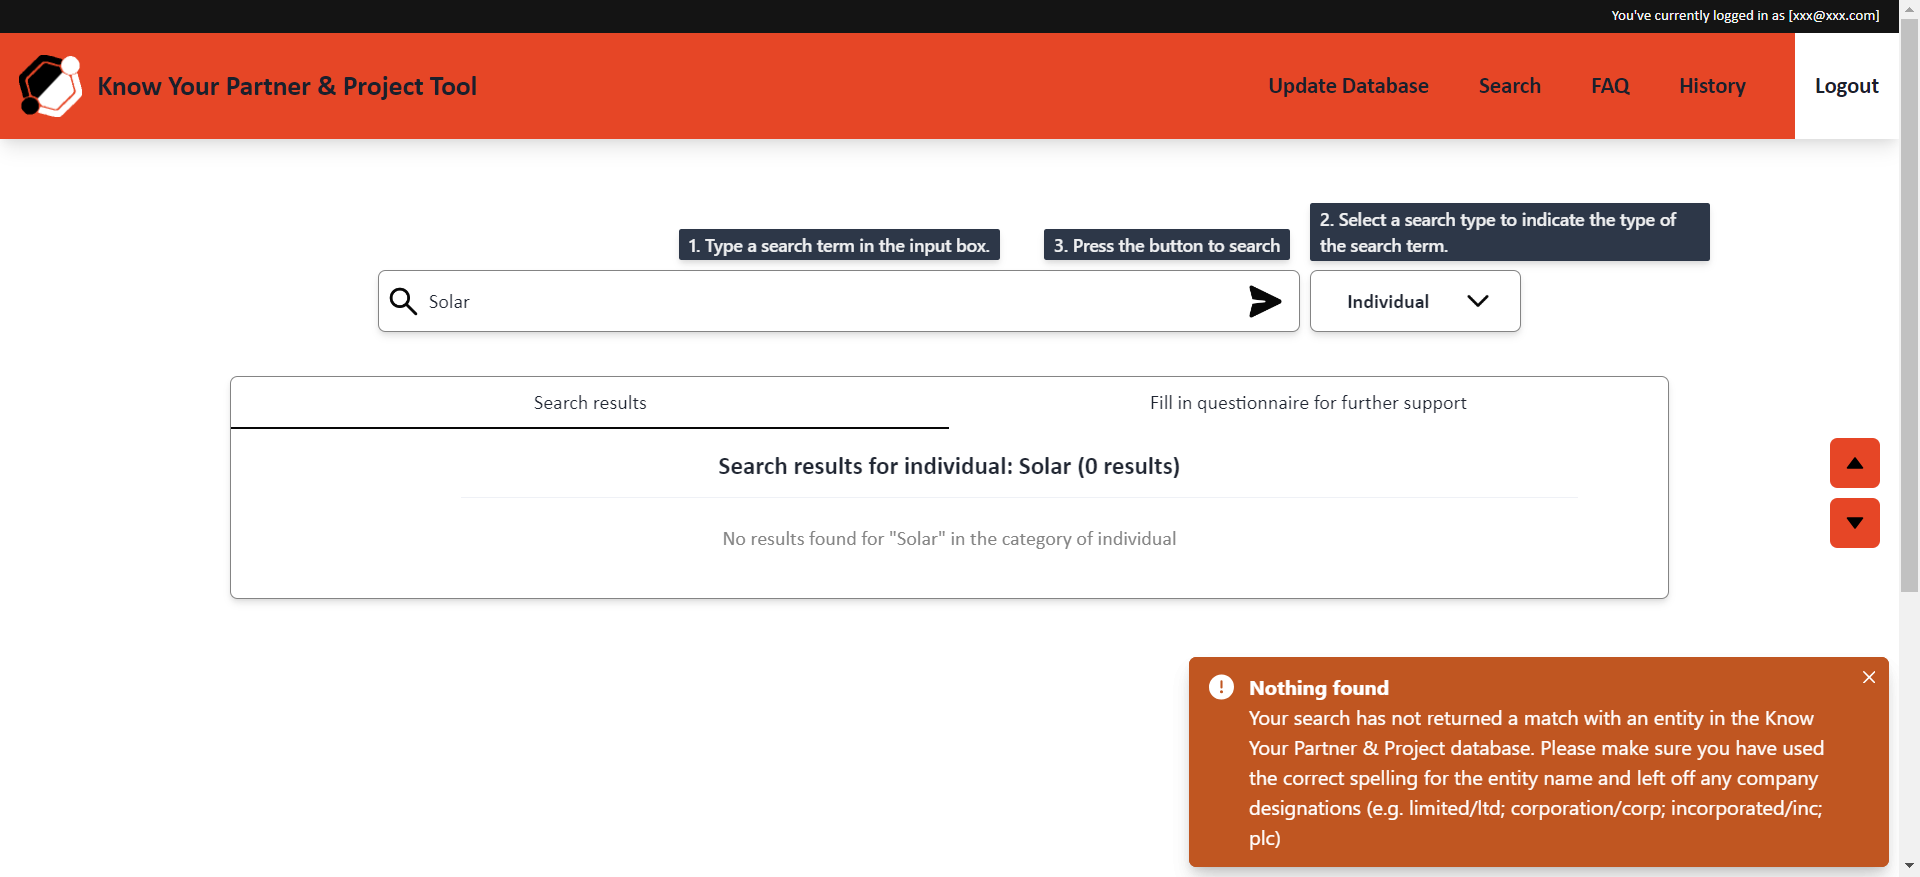 You've currently logged in as [xxx@xxx.com]
Know Your Partner & Project Tool
Update Database
Search
FAQ
History
Logout
1. Type a search term in the input box.
3. Press the button to search
2. Select a search type to indicate the type of
the search term.
Solar
Individual
Search results
Fill in questionnaire for further support
Search results for individual: Solar (0 results)
No results found for "Solar" in the category of individual
Nothing found
Your search has not returned a match with an entity in the Know
Your Partner & Project database. Please make sure you have used
the correct spelling for the entity name and left off any company
designations (e.g. limited/ltd; corporation/corp; incorporated/inc;
plc)